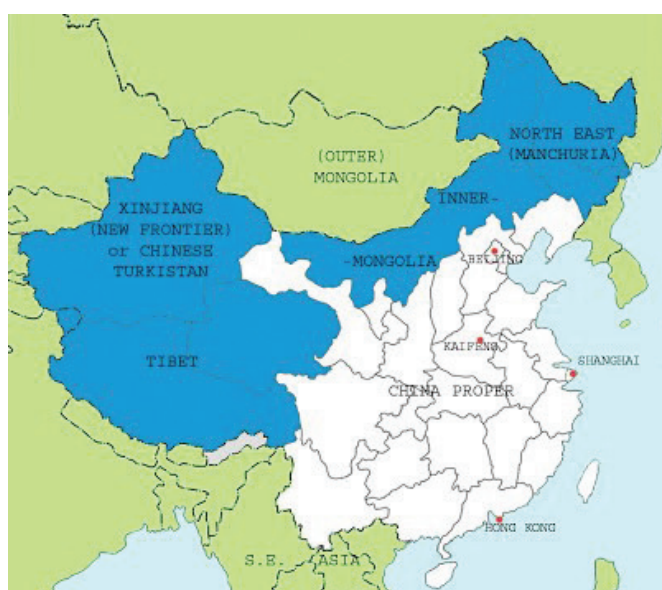 NORTH EAST
(MANCHURIA)
(OUTER)
MONGOLIA
INNER-
XINJIANG
(NEW FRONTIER)
or CHINESE
TURKISTAN
-MONGOLIA
BEIJING
KAIFENG
SHANGHAI
TIBET
CHINA PROPER
HONG KONG
S.E. ASIA